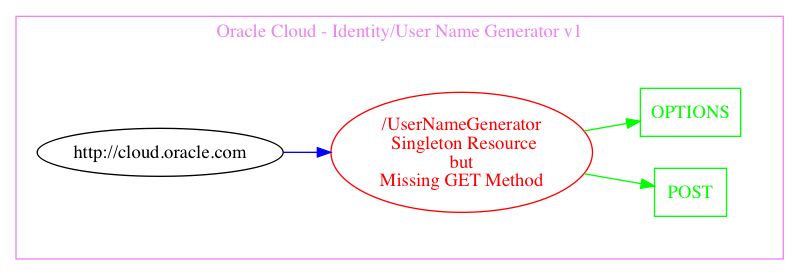 Oracle Cloud - Identity/User Name Generator v1
http://cloud.oracle.com
/UserNameGenerator
Singleton Resource
but
Missing GET Method
OPTIONS
POST